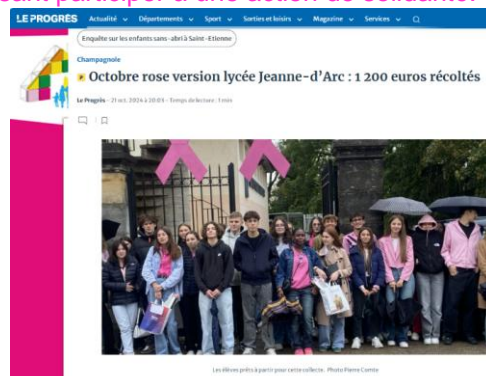 sant participer à une action de solidarité.
LE PROGRÈS Actualité Départements Sport Sorties et loisirs Magazine Services
Enquête sur les enfants sans-abri à Saint-Etienne
Champagnole
P Octobre rose version lycée Jeanne-d'Arc : 1 200 euros récoltés
Le Progrès - 21 oct. 2024 à 20:05 - Temps de lecture : 1 min
Les élèves prêts à partir pour cette collecte. Photo Pierre Comte